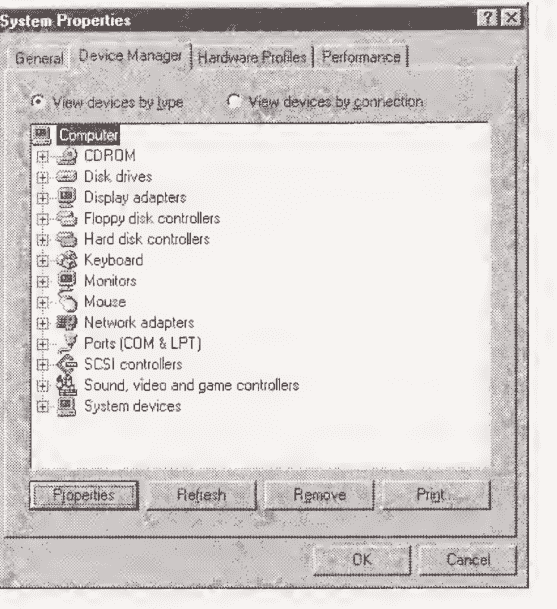 System Properties
General Device Manager Hardware Profiles Performance
View devices by type View devices by connection
Computer
CDROM
Disk drives
Display adapters
Floppy disk controllers
Hard disk controllers
Keyboard
Monitors
Mouse
Network adapters
Ports (COM & LPT)
SCSI controllers
Sound, video and game controllers
System devices
Properties Refresh Remove Print...
OK Cancel